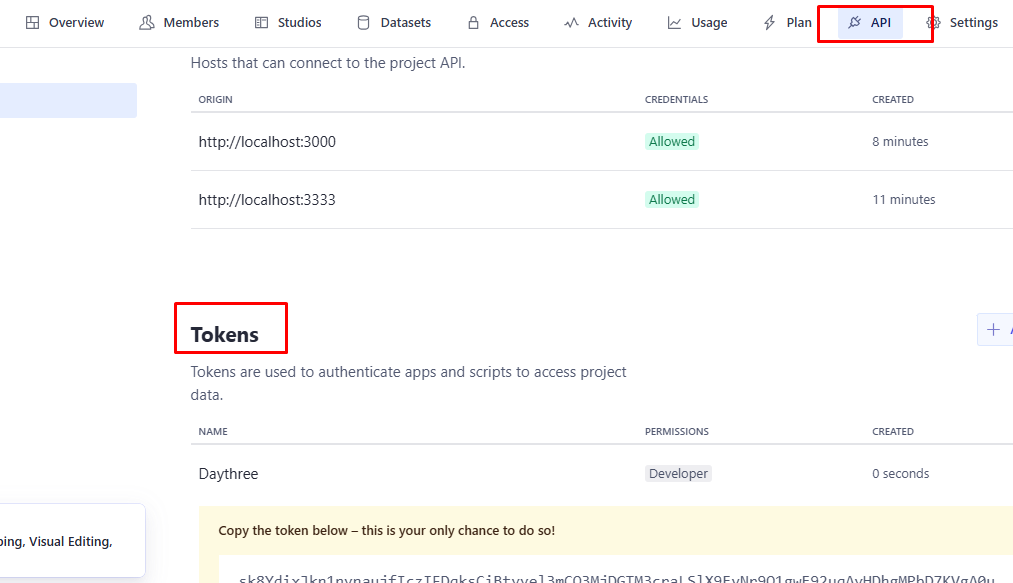 Overview Members Studios Datasets Access Activity Usage Plan API Settings
Hosts that can connect to the project API.
ORIGIN CREDENTIALS CREATED
http://localhost:3000 Allowed 8 minutes
http://localhost:3333 Allowed 11 minutes
Tokens
Tokens are used to authenticate apps and scripts to access project
data.
NAME PERMISSIONS CREATED
Daythree Developer 0 seconds
Copy the token below – this is your only chance to do so!
Visual Editing,